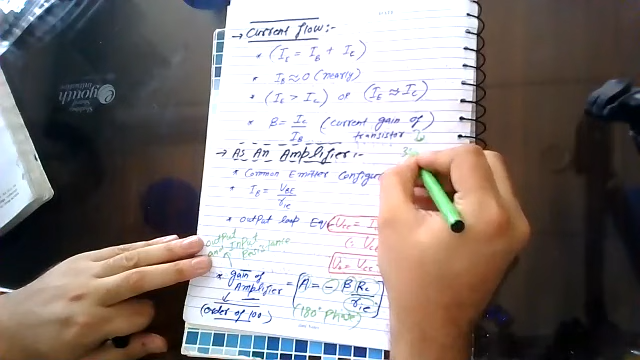 → Current flow:-
* (I_E = I_B + I_C)
* I_B ≈ 0 (nearly)
* (I_E > I_C) or (I_E ≈ I_C)
* β = I_C / I_B (current gain of
transistor
→ As An Amplifier:-
* Common Emitter Configur
* I_B = V_BE / r_ie
* output loop Eq
output
Input
and
Resistance
* gain of
Amplifier = [A = (-) β R_C / r_ie
(order of 100)
(180° Phase)
youth